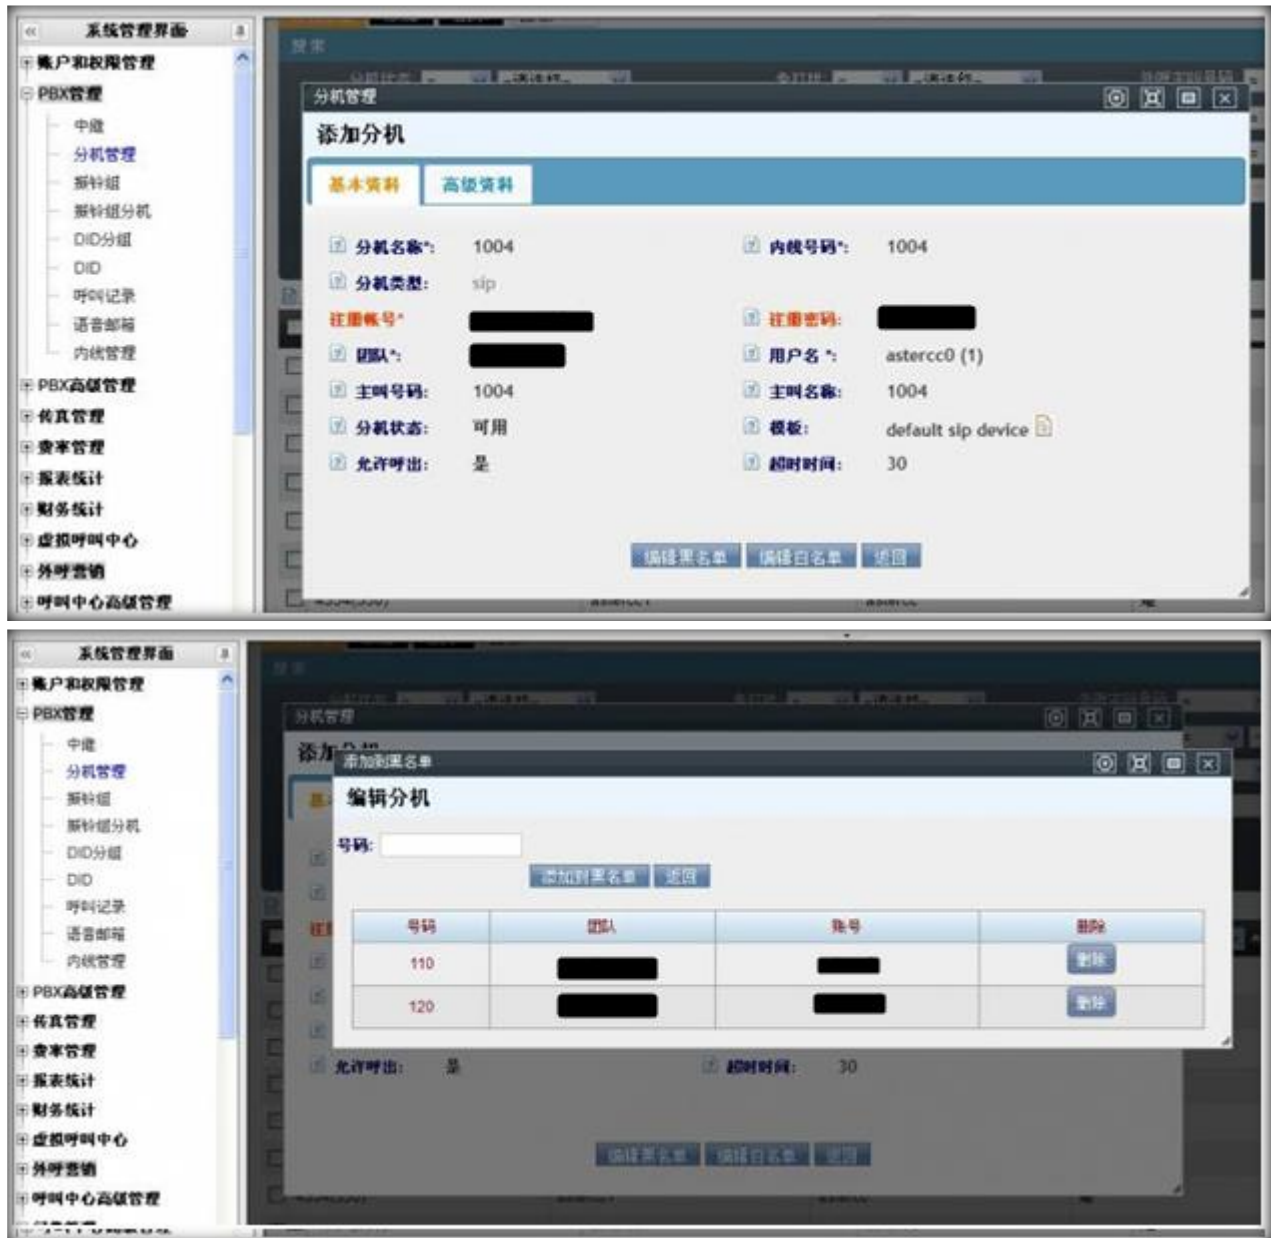 系统管理界面
账户和权限管理
PBX管理
中继
分机管理
振铃组
振铃组分机
DID分组
DID
呼叫记录
语音邮箱
内线管理
PBX高级管理
传真管理
费率管理
报表统计
财务统计
虚拟呼叫中心
外呼营销
呼叫中心高级管理
搜索
分机管理
添加分机
基本资料 高级资料
分机名称*: 1004 内线号码*: 1004
分机类型: sip
注册帐号* 注册密码:
团队*: 用户名 *: astercc0 (1)
主叫号码: 1004 主叫名称: 1004
分机状态: 可用 模板: default sip device
允许呼出: 是 超时时间: 30
编辑黑名单 编辑白名单 返回
系统管理界面
账户和权限管理
PBX管理
中继
分机管理
振铃组
振铃组分机
DID分组
DID
呼叫记录
语音邮箱
内线管理
PBX高级管理
传真管理
费率管理
报表统计
财务统计
虚拟呼叫中心
外呼营销
呼叫中心高级管理
分机管理
添加
添加到黑名单
编辑分机
号码:
添加到黑名单 返回
号码 团队 账号 删除
110 删除
120 删除
允许呼出: 是 超时时间: 30
编辑黑名单 编辑白名单 返回